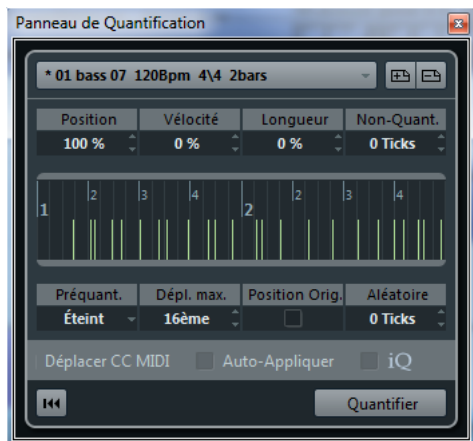 Panneau de Quantification
* 01 bass 07 120Bpm 4\4 2bars
Position Vélocité Longueur Non-Quant.
100 % 0 % 0 % 0 Ticks
1 2 3 4 2 2 3 4
Préquant. Dépl. max. Position Orig. Aléatoire
Éteint 16ème 0 Ticks
Déplacer CC MIDI Auto-Appliquer iQ
Quantifier